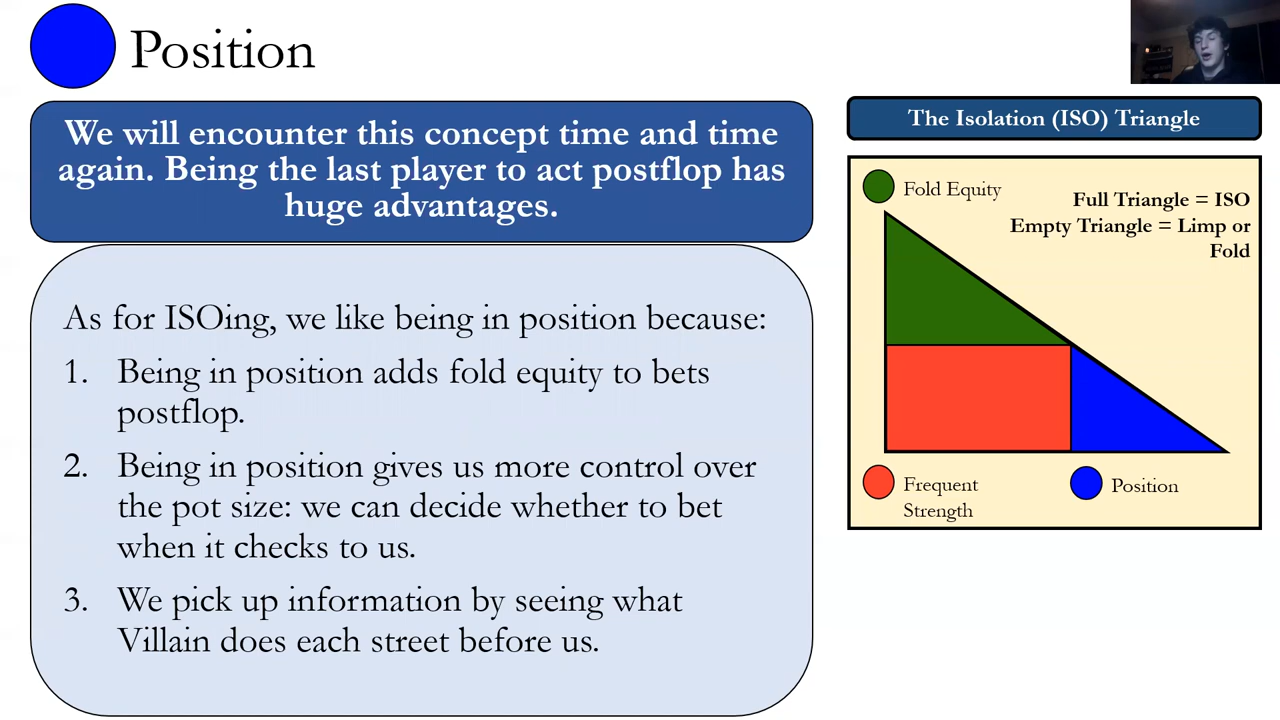 Position
We will encounter this concept time and time
again. Being the last player to act postflop has
huge advantages.
As for ISOing, we like being in position because:
1. Being in position adds fold equity to bets
postflop.
2. Being in position gives us more control over
the pot size: we can decide whether to bet
when it checks to us.
3. We pick up information by seeing what
Villain does each street before us.
The Isolation (ISO) Triangle
Fold Equity
Full Triangle = ISO
Empty Triangle = Limp or
Fold
Frequent
Strength
Position